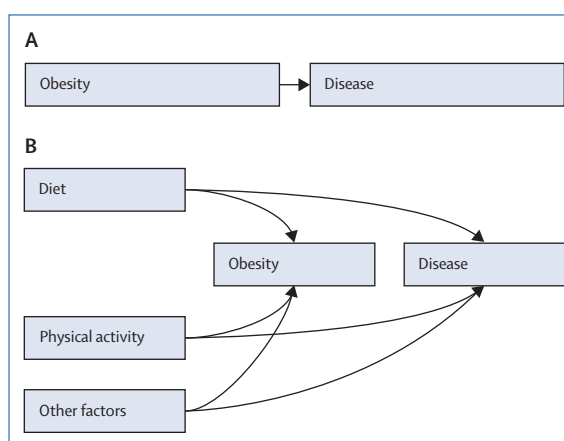 A
Obesity
Disease
B
Diet
Obesity
Disease
Physical activity
Other factors